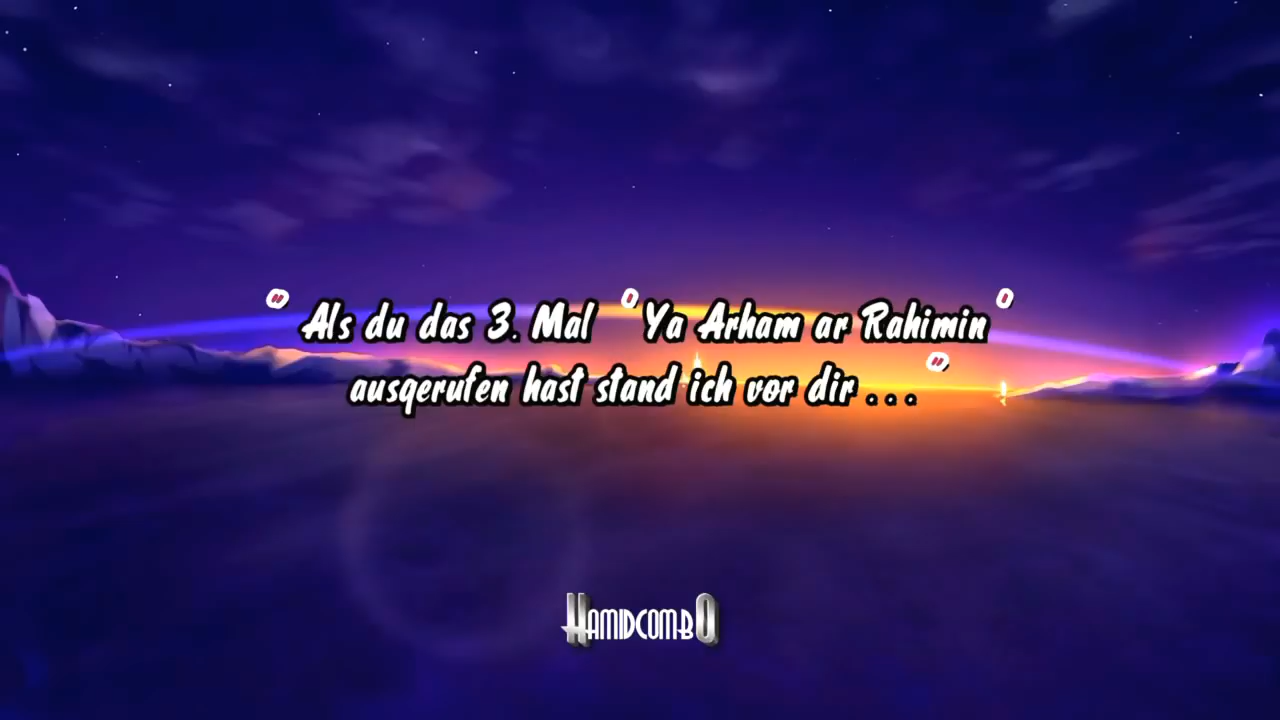 " Als du das 3. Mal 'Ya Arham ar Rahimin'
ausgerufen hast stand ich vor dir . . . "
HAMIDCOMBO